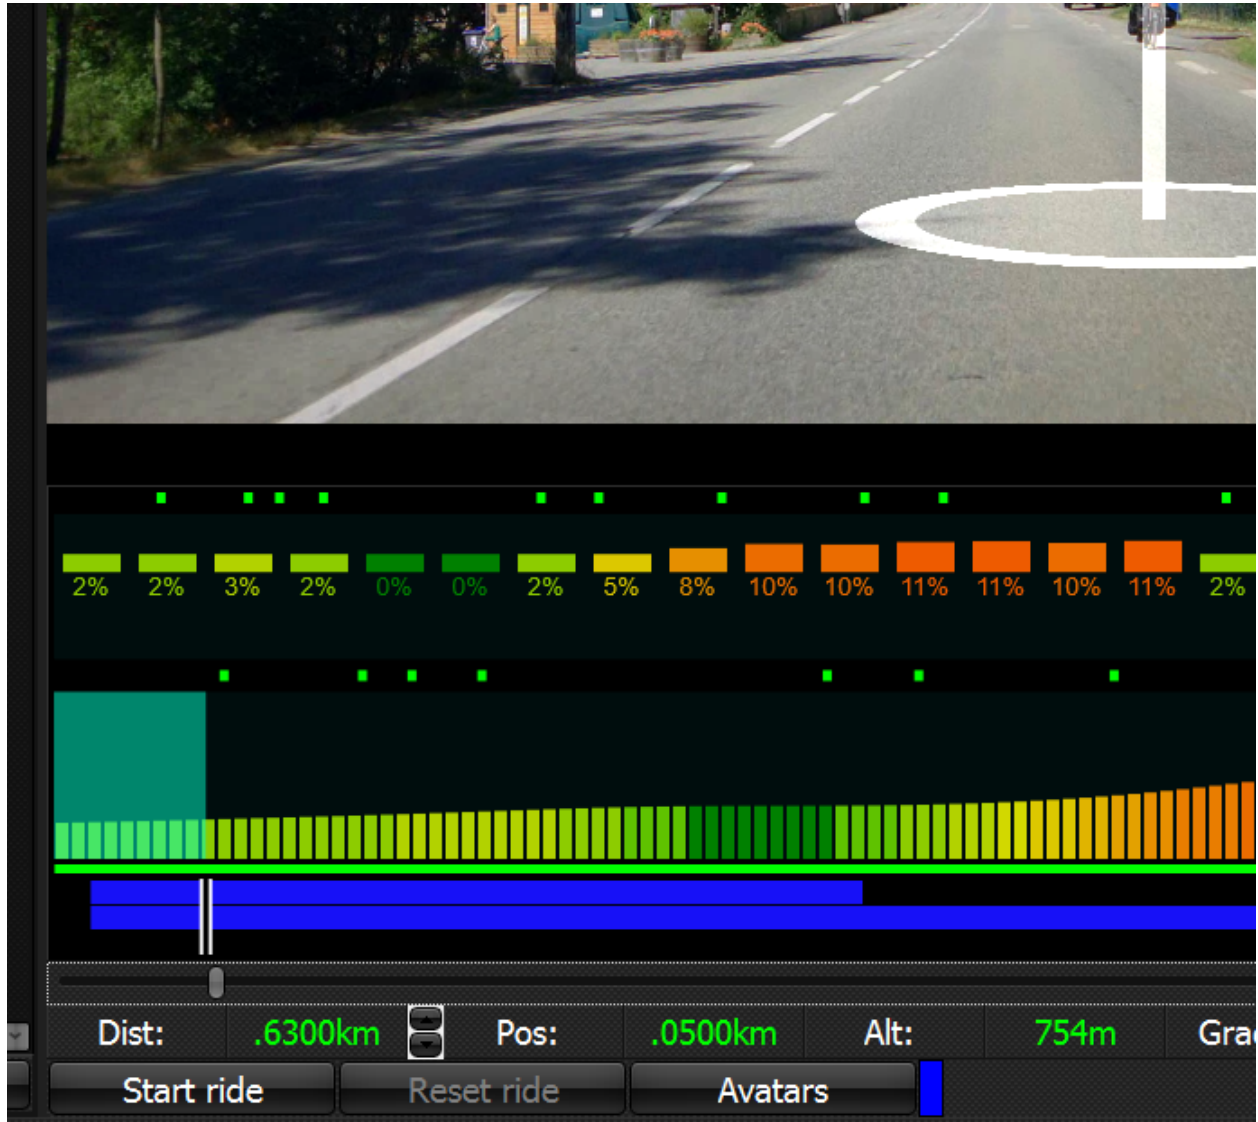 2% 2% 3% 2% 0% 0% 2% 5% 8% 10% 10% 11% 11% 10% 11% 2%
Dist: .6300km Pos: .0500km Alt: 754m Grad
Start ride Reset ride Avatars